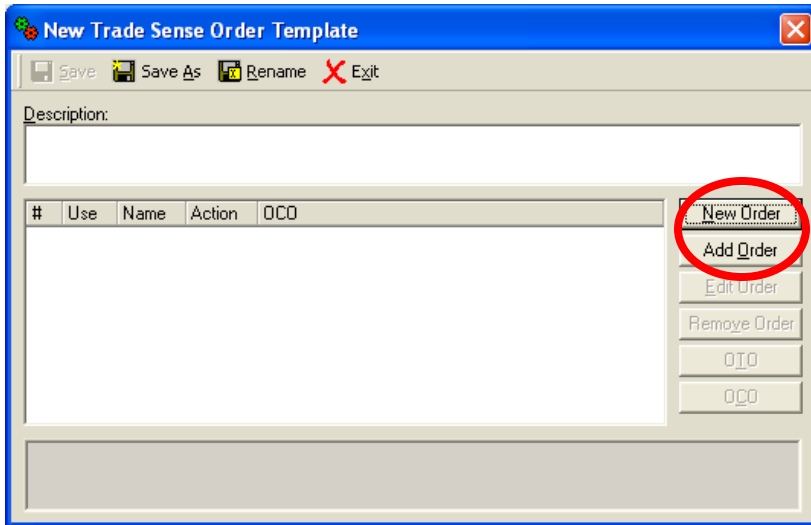 New Trade Sense Order Template
Save Save As Rename Exit
Description:
# Use Name Action OCO
New Order
Add Order
Edit Order
Remove Order
OTO
OCO